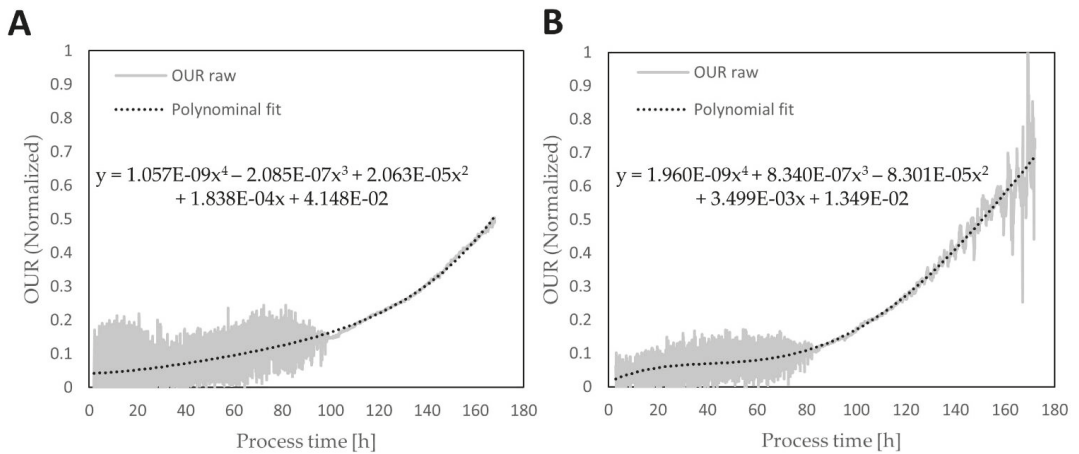 A
OUR (Normalized)
1
0.9
0.8
0.7
0.6
0.5
0.4
0.3
0.2
0.1
0
OUR raw
Polynominal fit
y = 1.057E-09x⁴ − 2.085E-07x³ + 2.063E-05x²
+ 1.838E-04x + 4.148E-02
0 20 40 60 80 100 120 140 160 180
Process time [h]
B
OUR (Normalized)
1
0.9
0.8
0.7
0.6
0.5
0.4
0.3
0.2
0.1
0
OUR raw
Polynomial fit
y = 1.960E-09x⁴ + 8.340E-07x³ − 8.301E-05x²
+ 3.499E-03x + 1.349E-02
0 20 40 60 80 100 120 140 160 180
Process time [h]